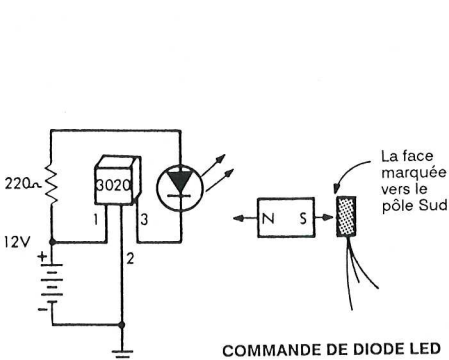 220Ω
3020
1
3
2
12V
+
-
N S
La face
marquée
vers le
pôle Sud
COMMANDE DE DIODE LED